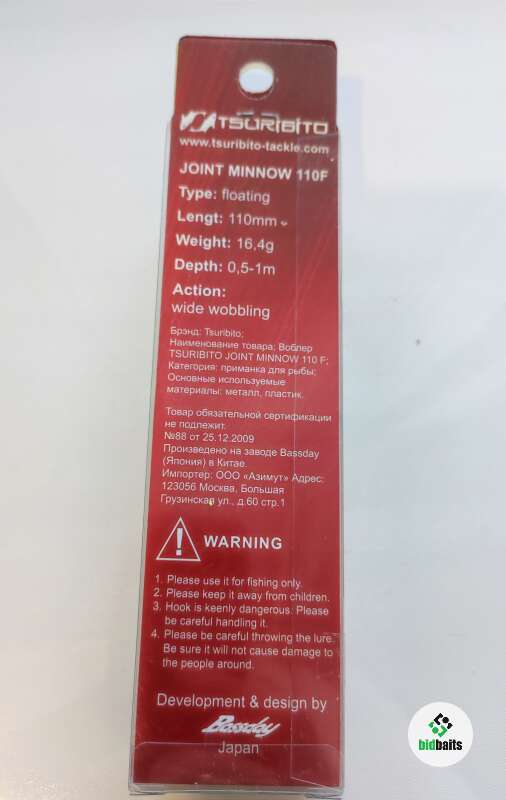 TSURIBITO
www.tsuribito-tackle.com
JOINT MINNOW 110F
Type: floating
Lengt: 110mm
Weight: 16,4g
Depth: 0,5-1m
Action:
wide wobbling
Брэнд: Tsuribito;
Наименование товара: Воблер
TSURIBITO JOINT MINNOW 110 F;
Категория: приманка для рыбы;
Основные используемые
материалы: металл, пластик.
Товар обязательной сертификации
не подлежит.
№88 от 25.12.2009
Произведено на заводе Bassday
(Япония) в Китае.
Импортер: ООО «Азимут» Адрес:
123056 Москва, Большая
Грузинская ул., д.60 стр.1
WARNING
1. Please use it for fishing only.
2. Please keep it away from children.
3. Hook is keenly dangerous. Please
be careful handling it.
4. Please be careful throwing the lure.
Be sure it will not cause damage to
the people around.
Development & design by
Bassday
Japan
bidbaits